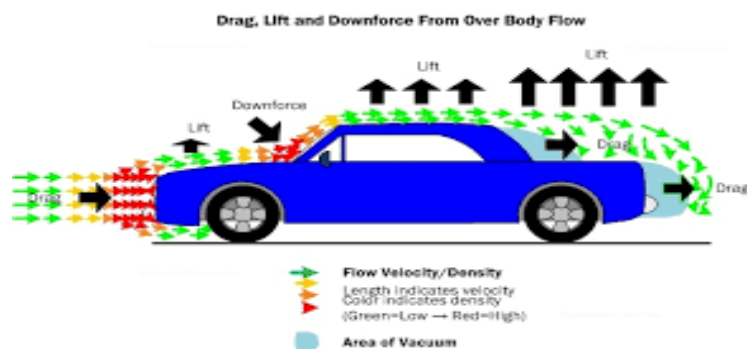 Drag, Lift and Downforce From Over Body Flow
Lift
Lift
Downforce
Lift
Drag
Drag
Drag
Flow Velocity/Density
Length indicates velocity
Color indicates density
(Green=Low → Red=High)
Area of Vacuum